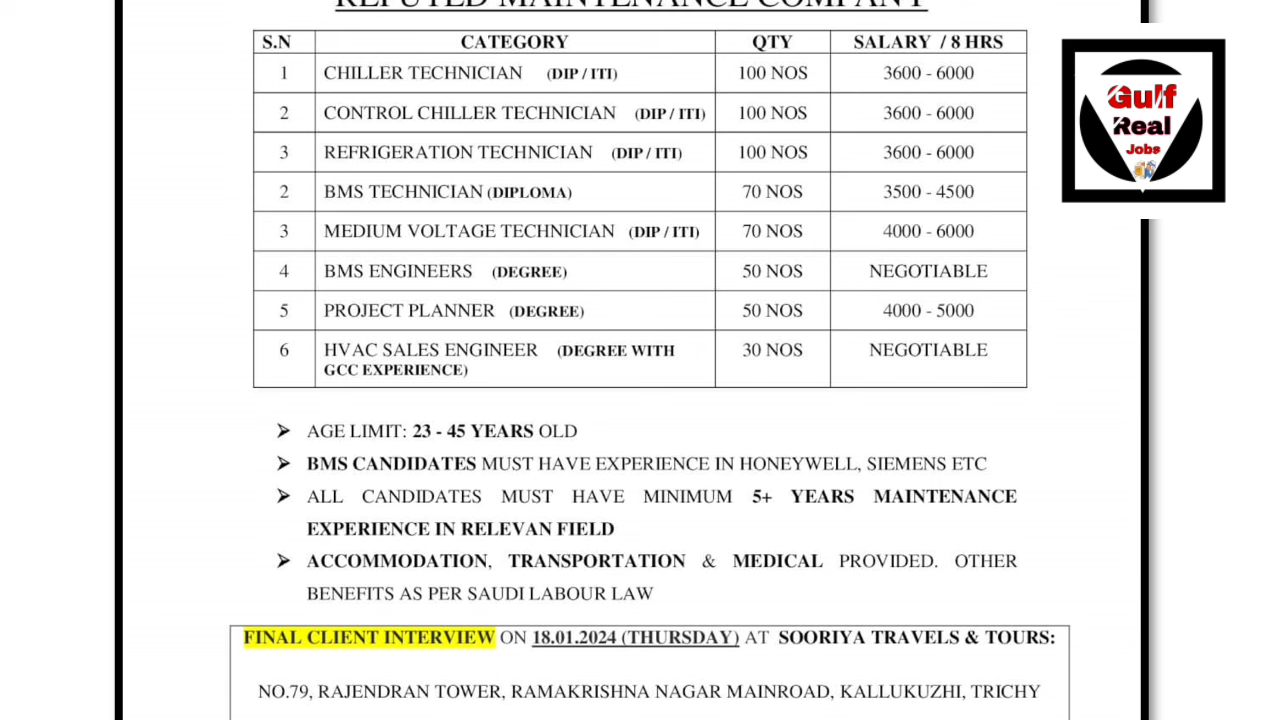 REPUTED MAINTENANCE COMPANY
S.N CATEGORY QTY SALARY / 8 HRS
1 CHILLER TECHNICIAN (DIP / ITI) 100 NOS 3600 - 6000
2 CONTROL CHILLER TECHNICIAN (DIP / ITI) 100 NOS 3600 - 6000
3 REFRIGERATION TECHNICIAN (DIP / ITI) 100 NOS 3600 - 6000
2 BMS TECHNICIAN (DIPLOMA) 70 NOS 3500 - 4500
3 MEDIUM VOLTAGE TECHNICIAN (DIP / ITI) 70 NOS 4000 - 6000
4 BMS ENGINEERS (DEGREE) 50 NOS NEGOTIABLE
5 PROJECT PLANNER (DEGREE) 50 NOS 4000 - 5000
6 HVAC SALES ENGINEER (DEGREE WITH 30 NOS NEGOTIABLE
GCC EXPERIENCE)
➢ AGE LIMIT: 23 - 45 YEARS OLD
➢ BMS CANDIDATES MUST HAVE EXPERIENCE IN HONEYWELL, SIEMENS ETC
➢ ALL CANDIDATES MUST HAVE MINIMUM 5+ YEARS MAINTENANCE
EXPERIENCE IN RELEVAN FIELD
➢ ACCOMMODATION, TRANSPORTATION & MEDICAL PROVIDED. OTHER
BENEFITS AS PER SAUDI LABOUR LAW
FINAL CLIENT INTERVIEW ON 18.01.2024 (THURSDAY) AT SOORIYA TRAVELS & TOURS:
NO.79, RAJENDRAN TOWER, RAMAKRISHNA NAGAR MAINROAD, KALLUKUZHI, TRICHY
Gulf
Real
Jobs